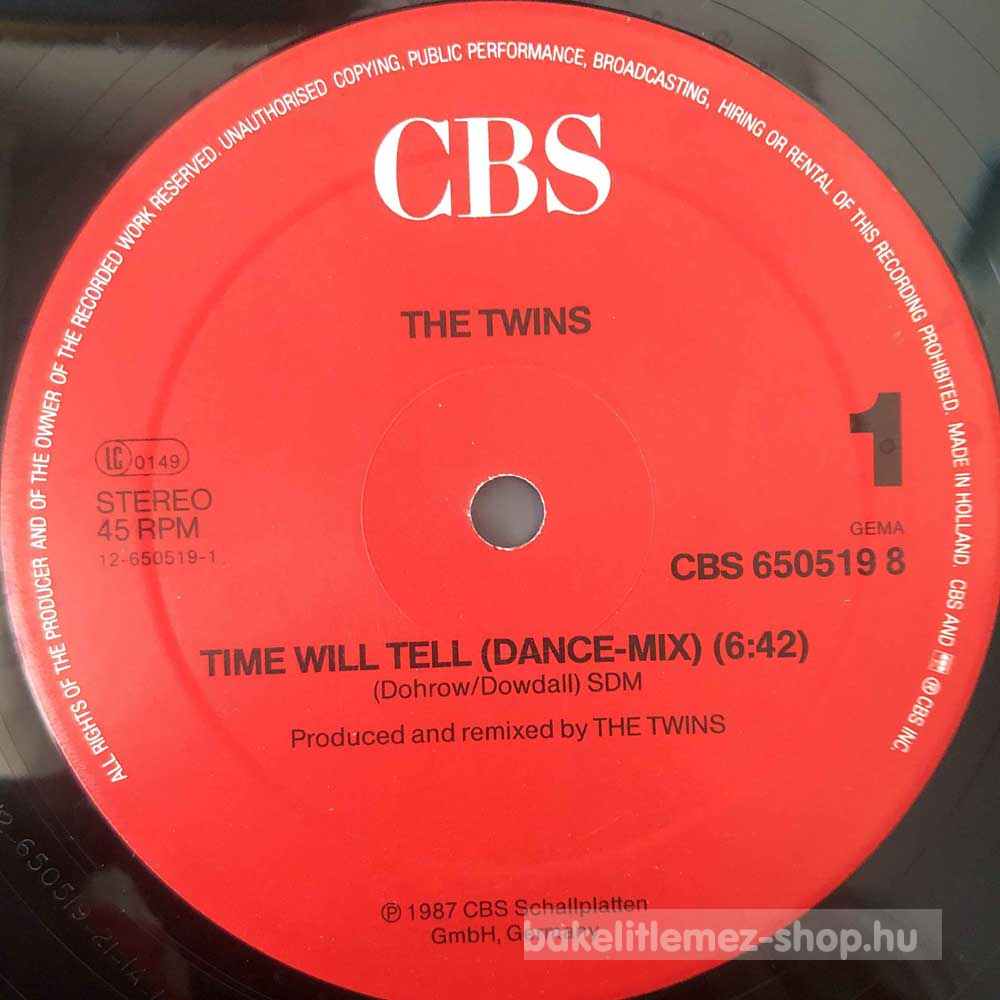 ALL RIGHTS OF THE PRODUCER AND OF THE OWNER OF THE RECORDED WORK RESERVED. UNAUTHORISED COPYING, PUBLIC PERFORMANCE, BROADCASTING, HIRING OR RENTAL OF THIS RECORDING PROHIBITED. MADE IN HOLLAND. CBS AND ℗ CBS INC.
CBS
THE TWINS
1
LC 0149
STEREO
45 RPM
12-650519-1
GEMA
CBS 650519 8
TIME WILL TELL (DANCE-MIX) (6:42)
(Dohrow/Dowdall) SDM
Produced and remixed by THE TWINS
℗ 1987 CBS Schallplatten
GmbH, Germany
bakelitlemez-shop.hu